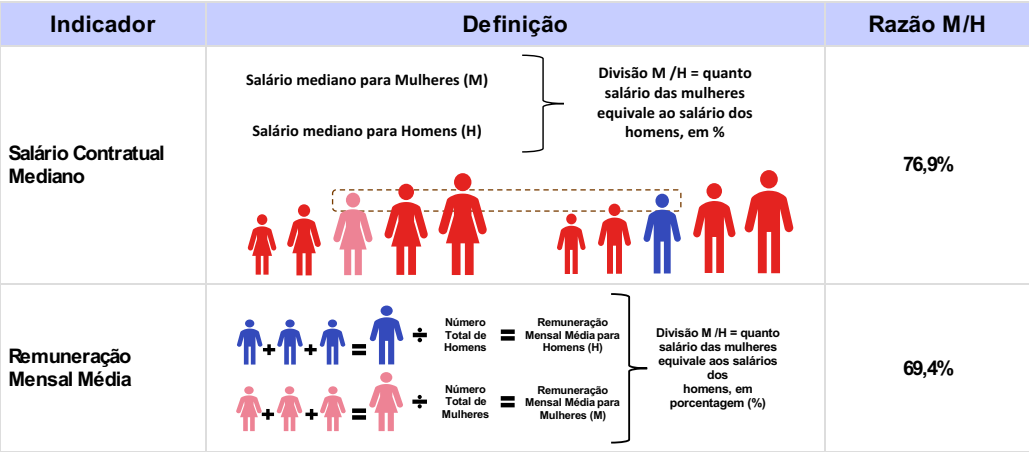 Indicador
Definição
Razão M/H
Salário Contratual
Mediano
Salário mediano para Mulheres (M)
Salário mediano para Homens (H)
Divisão M /H = quanto
salário das mulheres
equivale ao salário dos
homens, em %
76,9%
Remuneração
Mensal Média
+ + = ÷
Número
Total de
Homens
=
Remuneração
Mensal Média para
Homens (H)
+ + = ÷
Número
Total de
Mulheres
=
Remuneração
Mensal Média para
Mulheres (M)
Divisão M /H = quanto
salário das mulheres
equivale aos salários
dos
homens, em
porcentagem (%)
69,4%